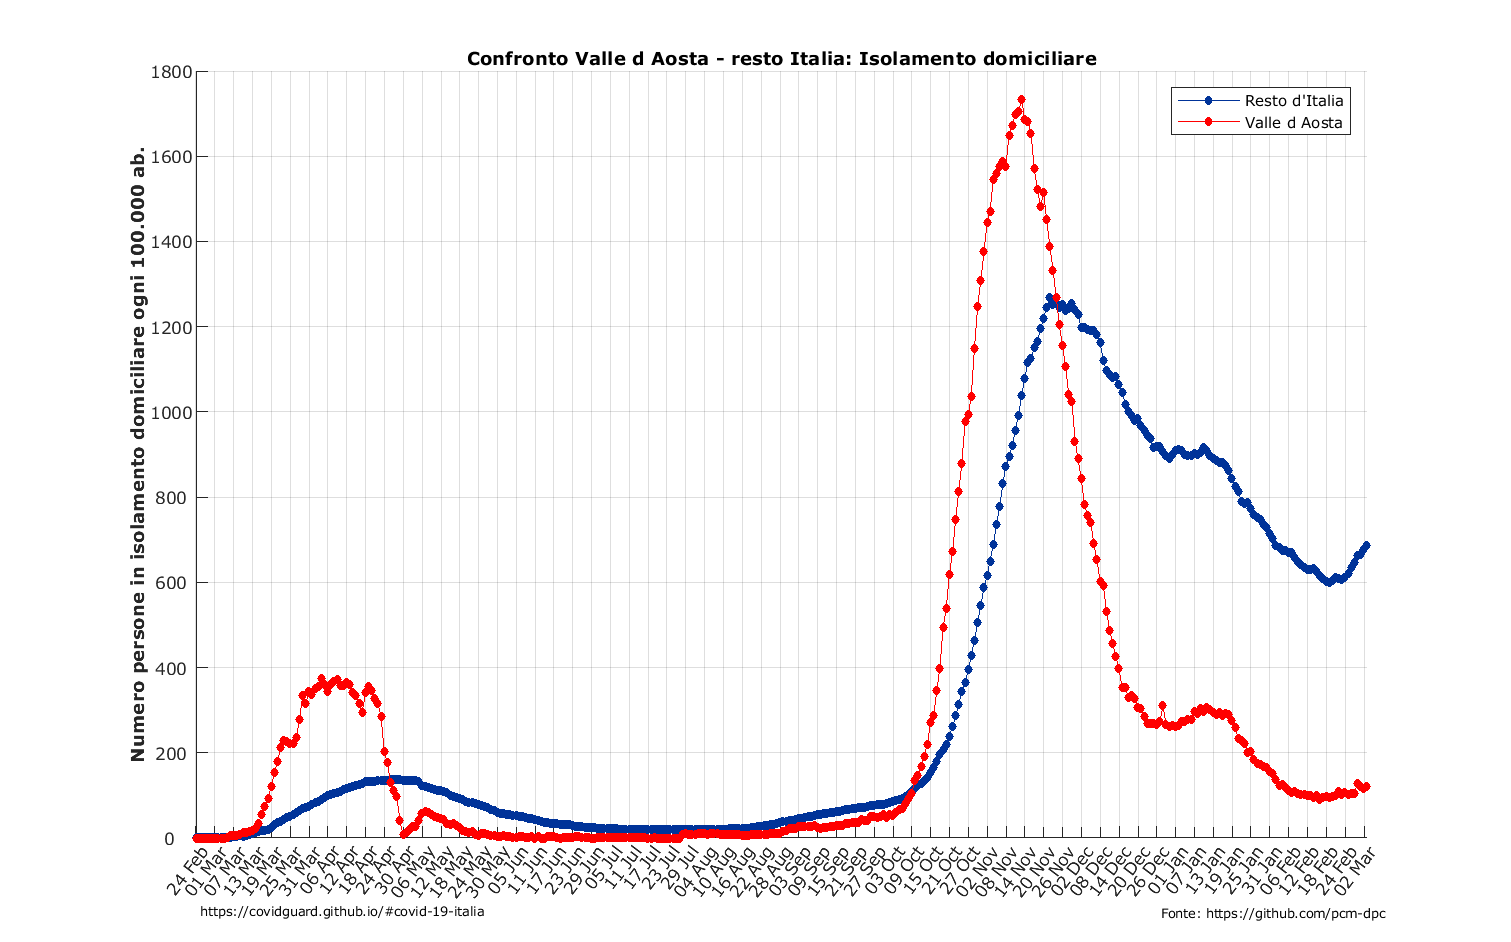 Confronto Valle d Aosta - resto Italia: Isolamento domiciliare
Numero persone in isolamento domiciliare ogni 100.000 ab.
1800
1600
1400
1200
1000
800
600
400
200
0
Resto d'Italia
Valle d Aosta
24 Feb
01 Mar
07 Mar
13 Mar
19 Mar
25 Mar
31 Mar
06 Apr
12 Apr
18 Apr
24 Apr
30 Apr
06 May
12 May
18 May
24 May
30 May
05 Jun
11 Jun
17 Jun
23 Jun
29 Jun
05 Jul
11 Jul
17 Jul
23 Jul
29 Jul
04 Aug
10 Aug
16 Aug
22 Aug
28 Aug
03 Sep
09 Sep
15 Sep
21 Sep
27 Sep
03 Oct
09 Oct
15 Oct
21 Oct
27 Oct
02 Nov
08 Nov
14 Nov
20 Nov
26 Nov
02 Dec
08 Dec
14 Dec
20 Dec
26 Dec
01 Jan
07 Jan
13 Jan
19 Jan
25 Jan
31 Jan
06 Feb
12 Feb
18 Feb
24 Feb
02 Mar
https://covidguard.github.io/#covid-19-italia
Fonte: https://github.com/pcm-dpc